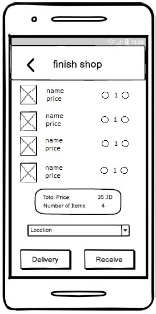 finish shop
name
price
1
name
price
1
name
price
1
name
price
1
Total Price: 35 JD
Number of Items 4
Location
Delivery
Receive